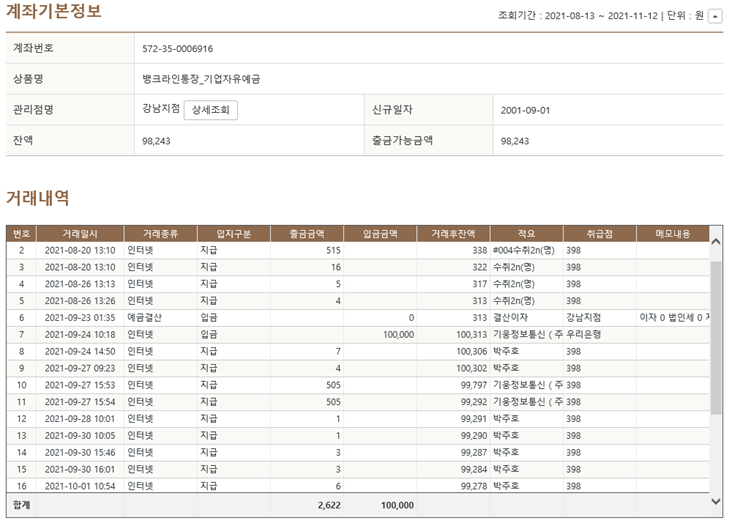 계좌기본정보
조회기간 : 2021-08-13 ~ 2021-11-12 | 단위 : 원
계좌번호 572-35-0006916
상품명 뱅크라인통장_기업자유예금
관리점명 강남지점 상세조회 신규일자 2001-09-01
잔액 98,243 출금가능금액 98,243
거래내역
번호 거래일시 거래종류 입지구분 출금금액 입금금액 거래후잔액 적요 취급점 메모내용
2 2021-08-20 13:10 인터넷 지급 515 338 #004수취2n(명) 398
3 2021-08-20 13:10 인터넷 지급 16 322 수취2n(명) 398
4 2021-08-26 13:13 인터넷 지급 5 317 수취2n(명) 398
5 2021-08-26 13:26 인터넷 지급 4 313 수취2n(명) 398
6 2021-09-23 01:35 예금결산 입금 0 313 결산이자 강남지점 이자 0 법인세 0
7 2021-09-24 10:18 인터넷 입금 100,000 100,313 기웅정보통신 ( 주 우리은행
8 2021-09-24 14:50 인터넷 지급 7 100,306 박주호 398
9 2021-09-27 09:23 인터넷 지급 4 100,302 박주호 398
10 2021-09-27 15:53 인터넷 지급 505 99,797 기웅정보통신 ( 주 398
11 2021-09-27 15:54 인터넷 지급 505 99,292 기웅정보통신 ( 주 398
12 2021-09-28 10:01 인터넷 지급 1 99,291 박주호 398
13 2021-09-30 10:05 인터넷 지급 1 99,290 박주호 398
14 2021-09-30 15:46 인터넷 지급 3 99,287 박주호 398
15 2021-09-30 16:01 인터넷 지급 3 99,284 박주호 398
16 2021-10-01 10:54 인터넷 지급 6 99,278 박주호 398
합계 2,622 100,000